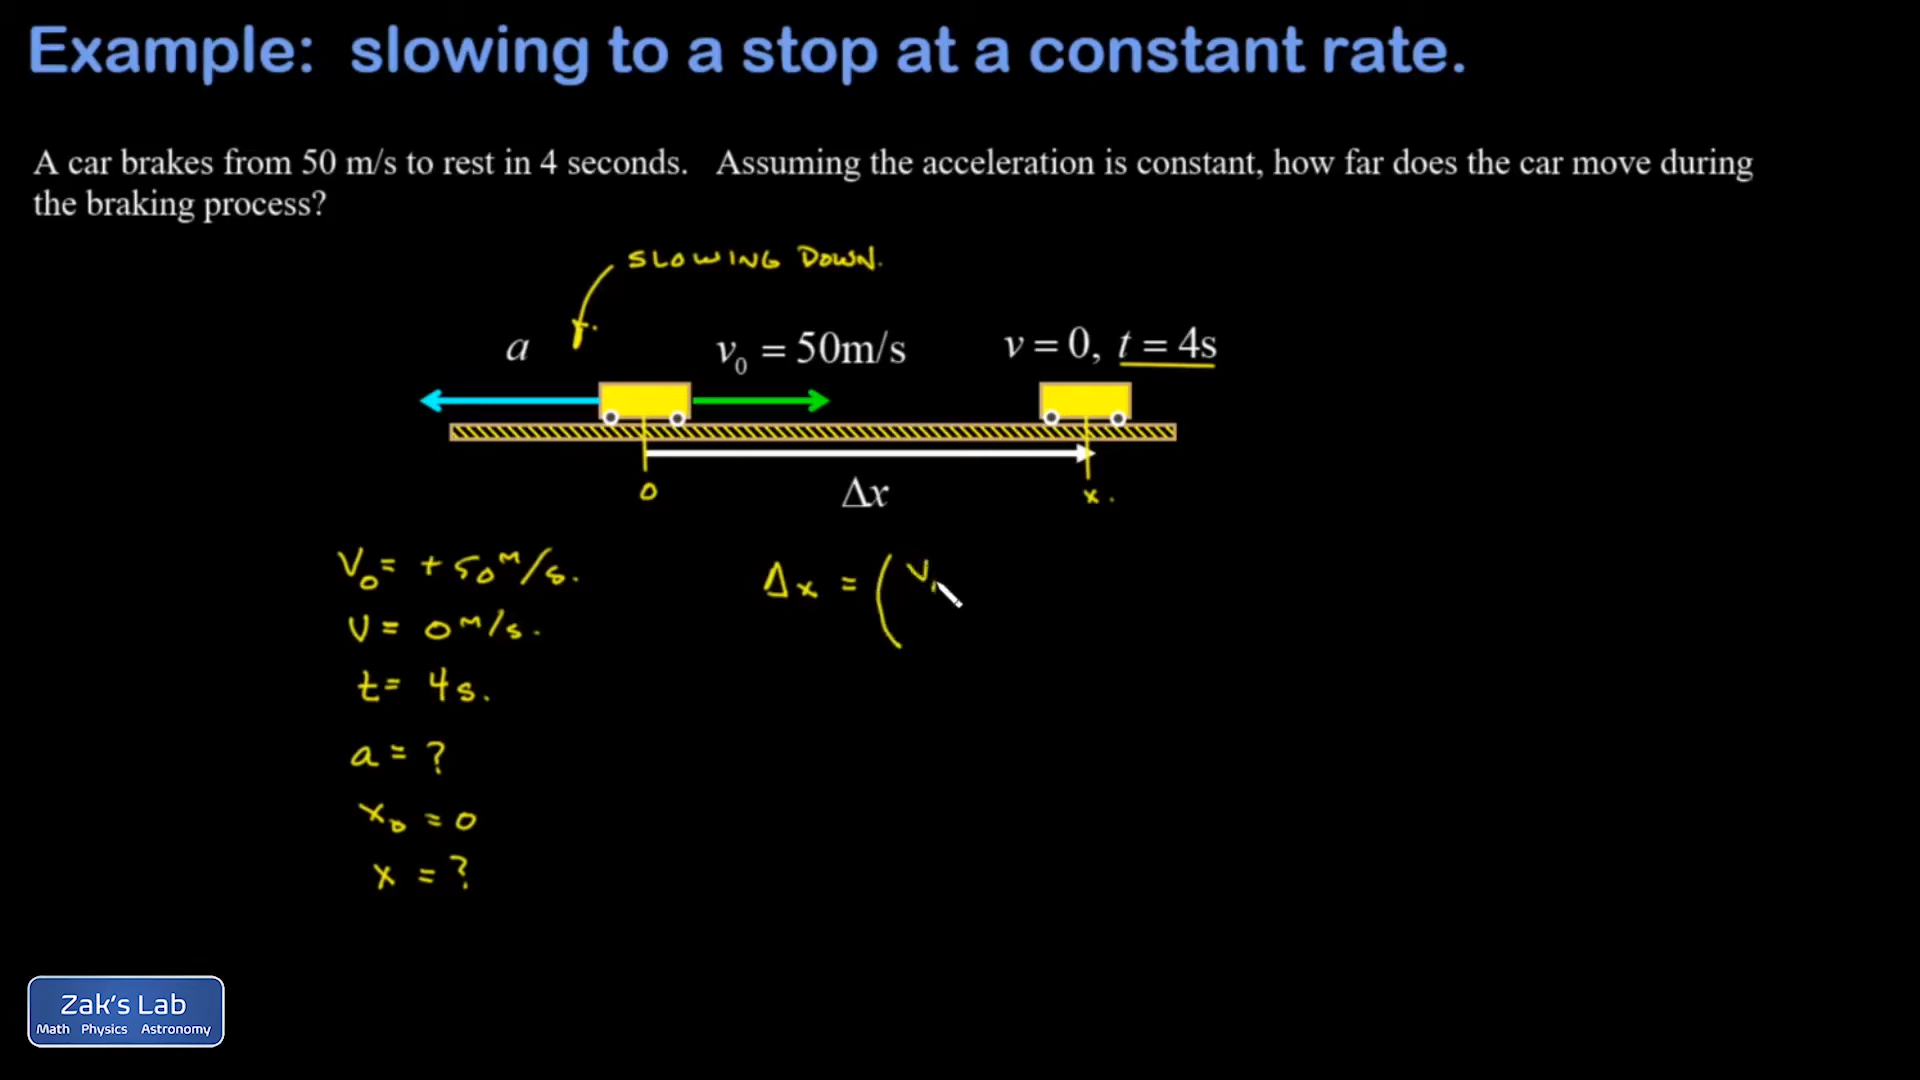 Example: slowing to a stop at a constant rate.
A car brakes from 50 m/s to rest in 4 seconds. Assuming the acceleration is constant, how far does the car move during
the braking process?
SLOWING DOWN.
a
v₀ = 50m/s
v = 0, t = 4s
0
Δx
x.
V₀ = +50 m/s.
V = 0 m/s.
t = 4s.
a = ?
x₀ = 0
x = ?
Δx = (v
Zak's Lab
Math Physics Astronomy